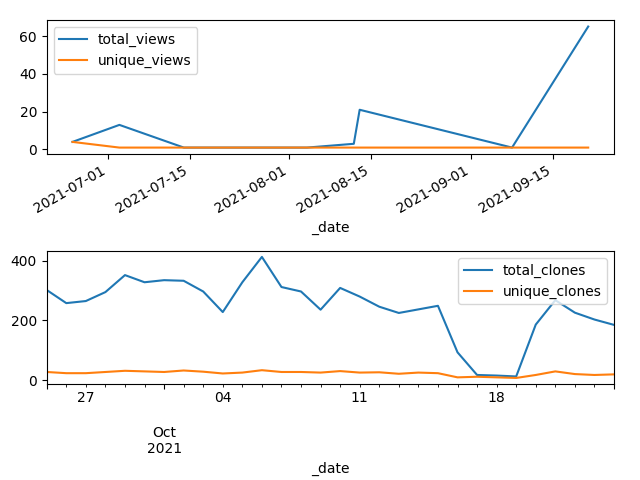 total_views
unique_views
60
40
20
0
2021-07-01
2021-07-15
2021-08-01
2021-08-15
2021-09-01
2021-09-15
_date
total_clones
unique_clones
400
200
0
27
04
11
18
Oct
2021
_date